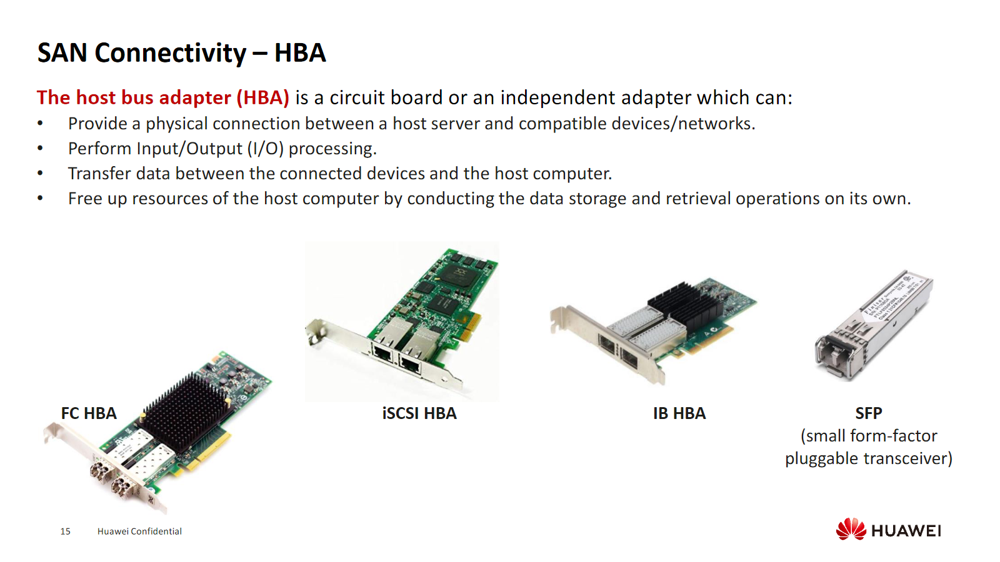 SAN Connectivity – HBA
The host bus adapter (HBA) is a circuit board or an independent adapter which can:
• Provide a physical connection between a host server and compatible devices/networks.
• Perform Input/Output (I/O) processing.
• Transfer data between the connected devices and the host computer.
• Free up resources of the host computer by conducting the data storage and retrieval operations on its own.
FC HBA
iSCSI HBA
IB HBA
SFP
(small form-factor
pluggable transceiver)
Finisar
15 Huawei Confidential
HUAWEI